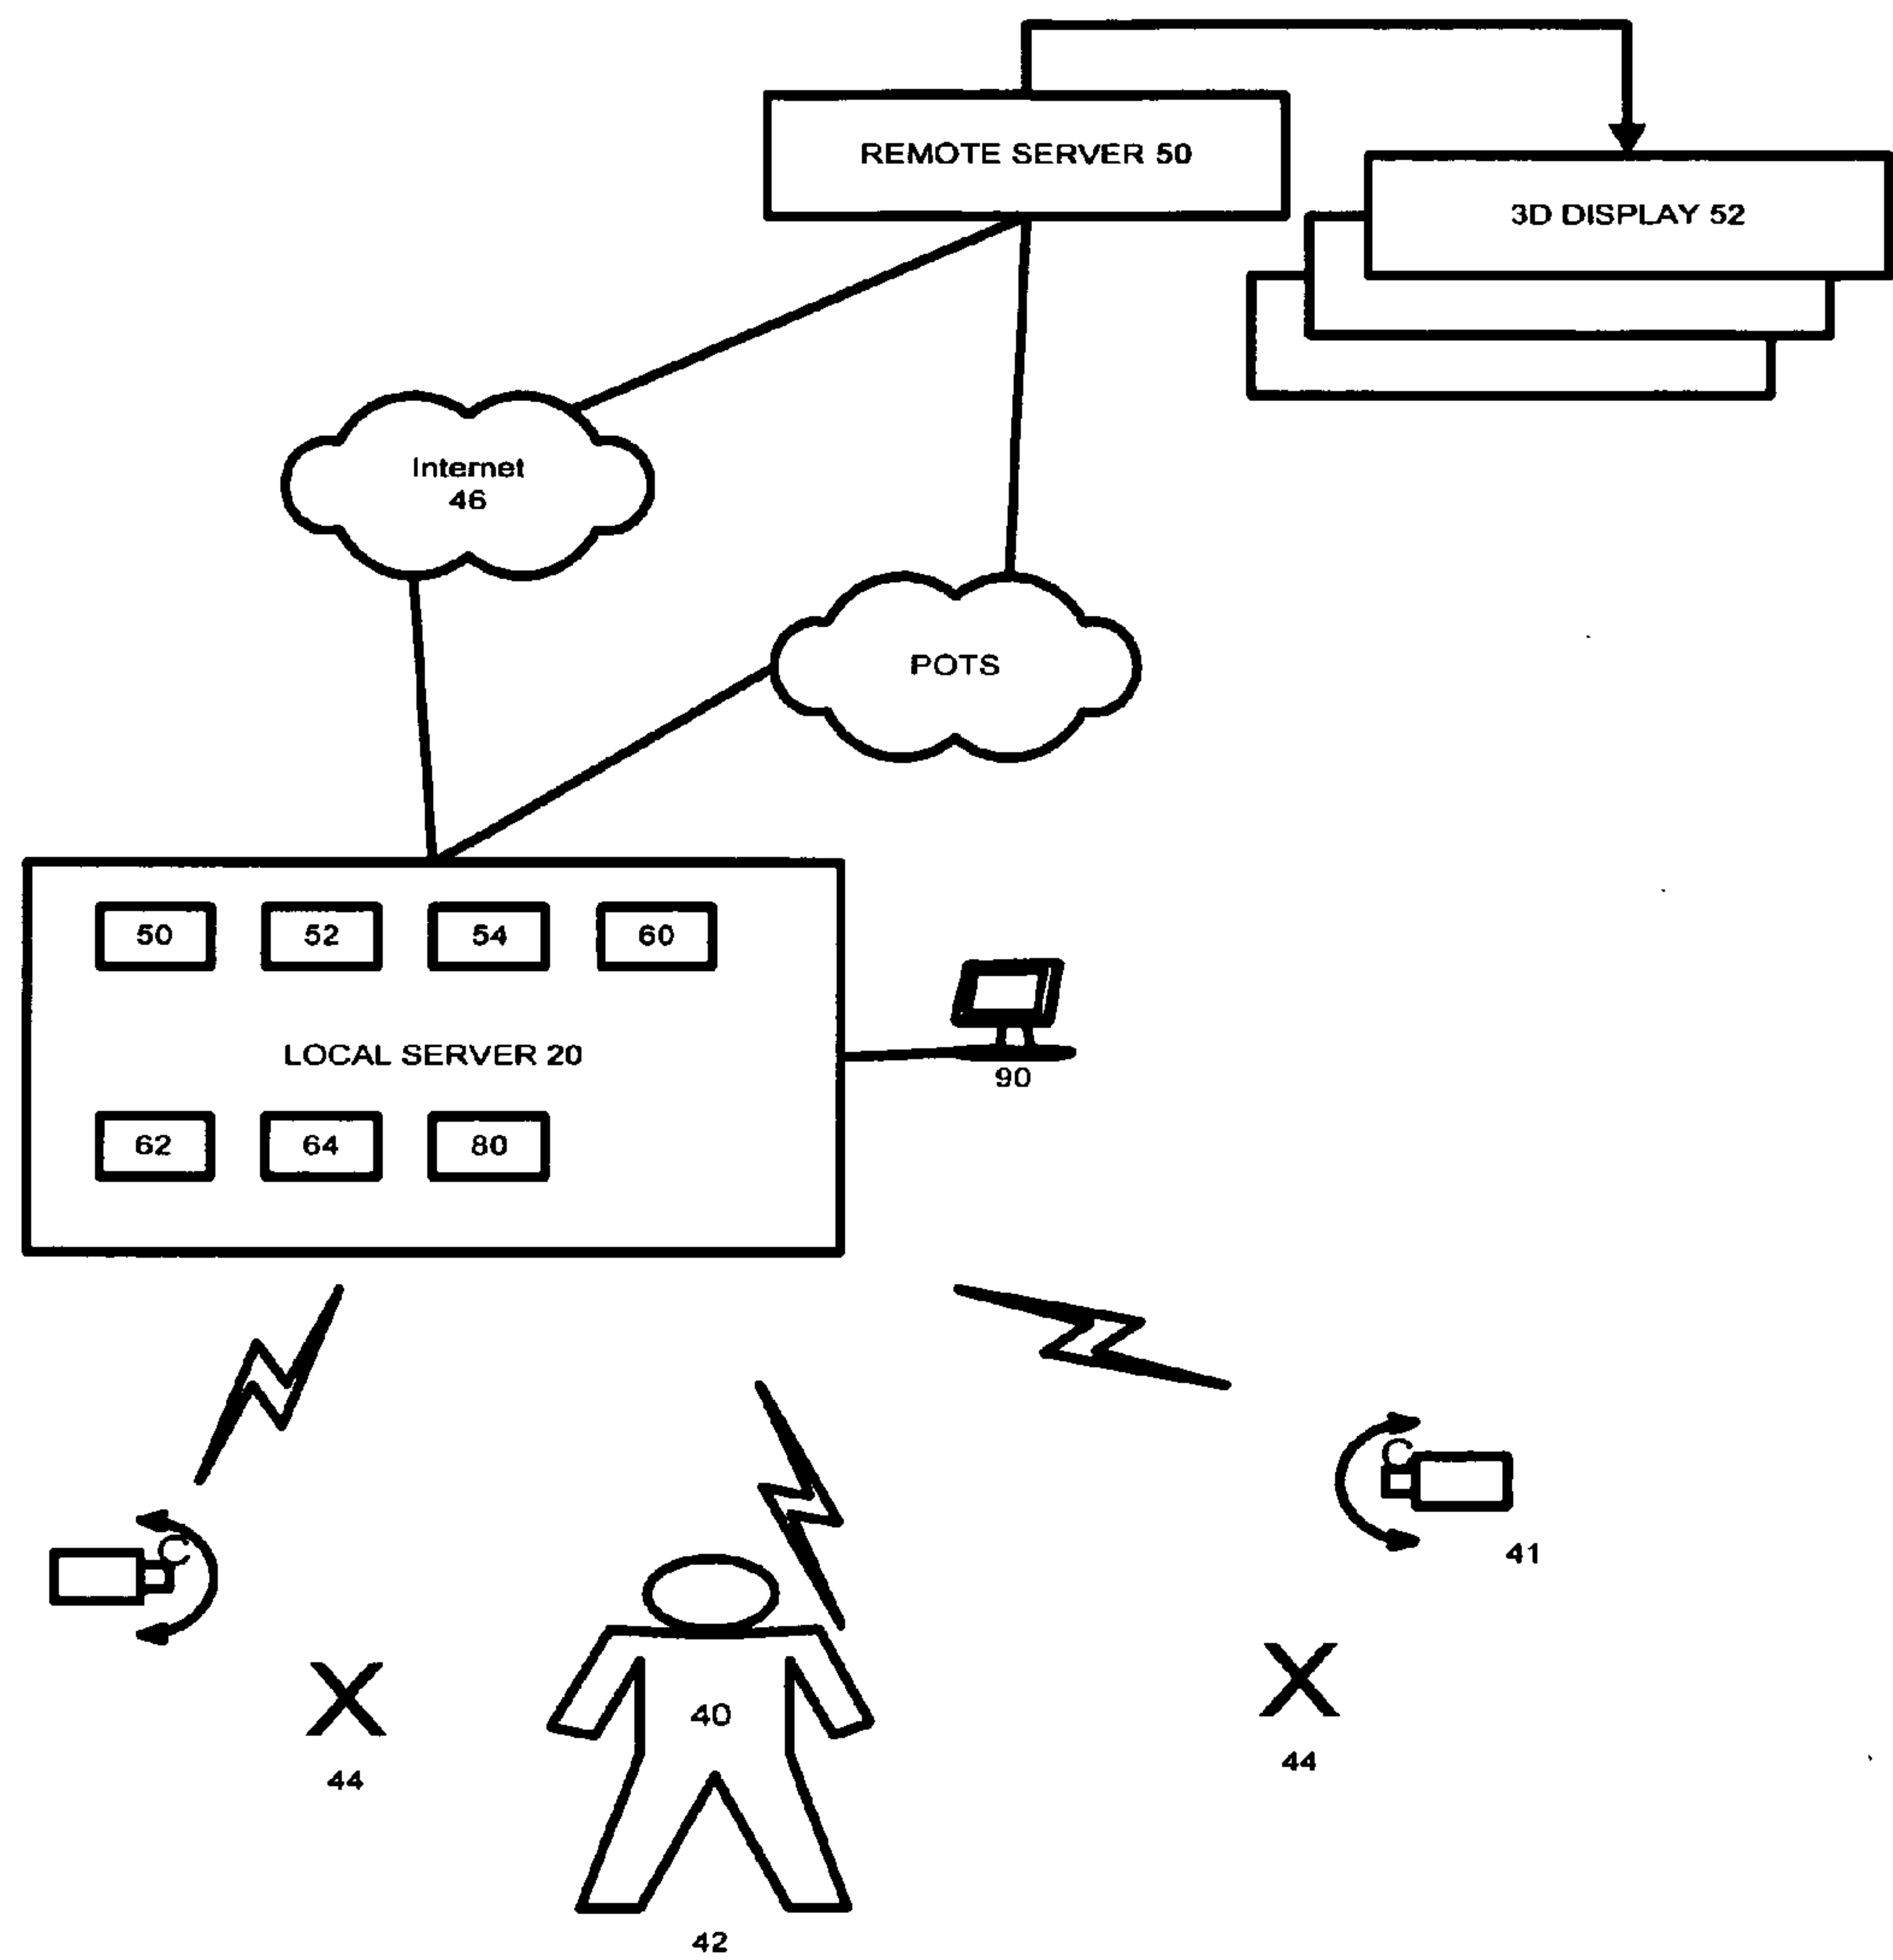 REMOTE SERVER 50
3D DISPLAY 52
Internet
46
POTS
50
52
54
60
LOCAL SERVER 20
90
62
64
80
41
40
44
44
42